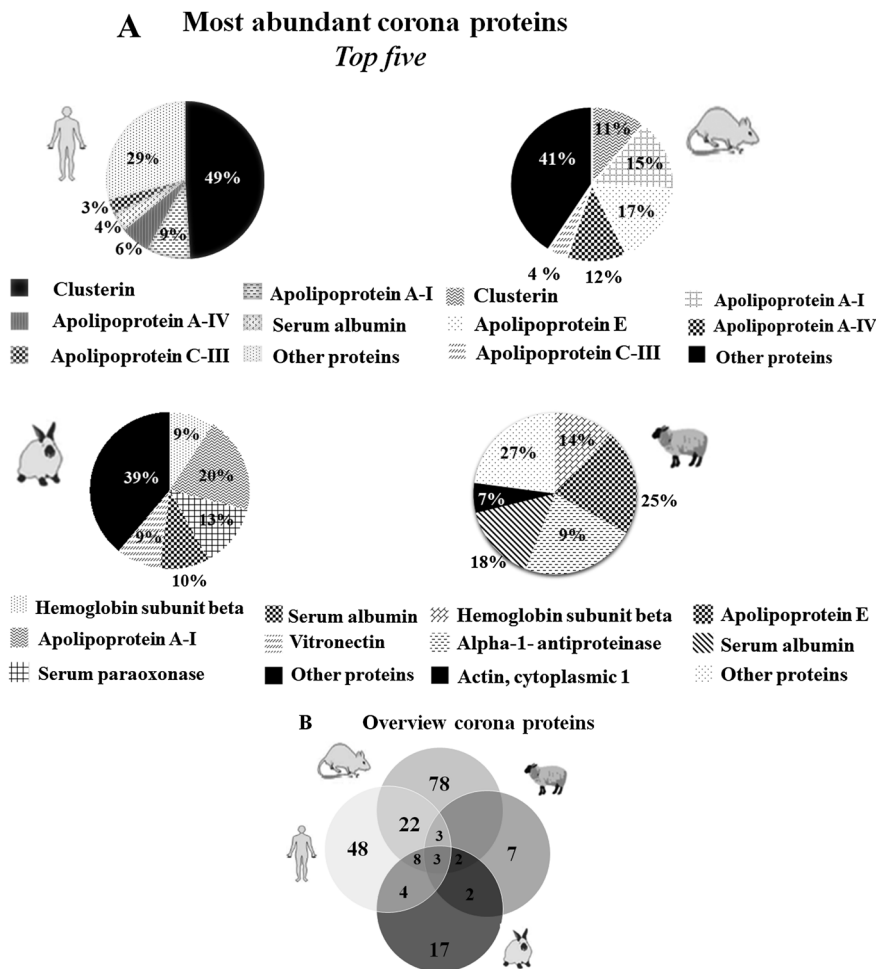 A Most abundant corona proteins
Top five
29%
49%
3%
4%
6%
9%
11%
41%
15%
17%
4 %
12%
Clusterin
Apolipoprotein A-I
Apolipoprotein A-IV
Serum albumin
Apolipoprotein C-III
Other proteins
Clusterin
Apolipoprotein A-I
Apolipoprotein E
Apolipoprotein A-IV
Apolipoprotein C-III
Other proteins
9%
39%
20%
13%
9%
10%
27%
14%
7%
25%
9%
18%
Hemoglobin subunit beta
Serum albumin
Apolipoprotein A-I
Vitronectin
Serum paraoxonase
Other proteins
Hemoglobin subunit beta
Apolipoprotein E
Alpha-1- antiproteinase
Serum albumin
Actin, cytoplasmic 1
Other proteins
B Overview corona proteins
78
22
3
48
7
8 3 2
4
2
17